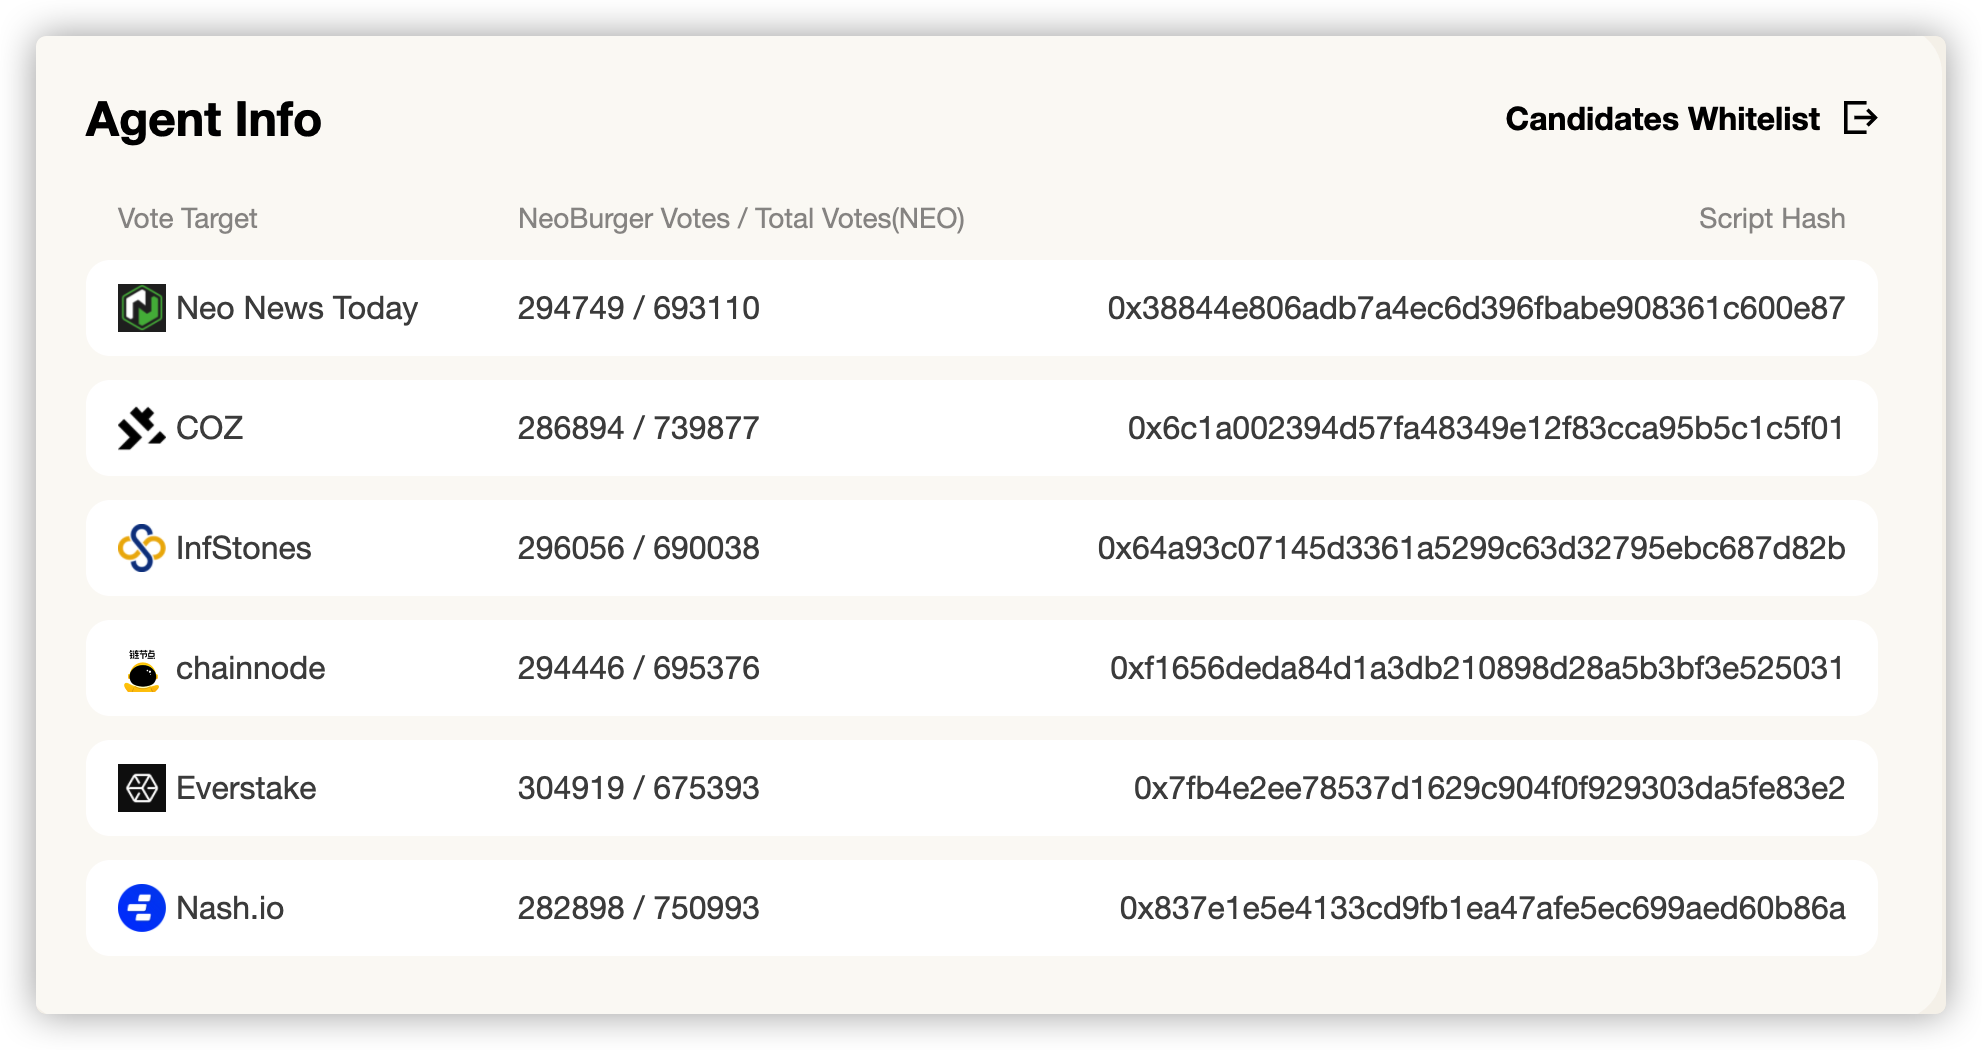 Agent Info
Candidates Whitelist
Vote Target NeoBurger Votes / Total Votes(NEO) Script Hash
Neo News Today 294749 / 693110 0x38844e806adb7a4ec6d396fbabe908361c600e87
COZ 286894 / 739877 0x6c1a002394d57fa48349e12f83cca95b5c1c5f01
InfStones 296056 / 690038 0x64a93c07145d3361a5299c63d32795ebc687d82b
链节点
chainnode 294446 / 695376 0xf1656deda84d1a3db210898d28a5b3bf3e525031
Everstake 304919 / 675393 0x7fb4e2ee78537d1629c904f0f929303da5fe83e2
Nash.io 282898 / 750993 0x837e1e5e4133cd9fb1ea47afe5ec699aed60b86a